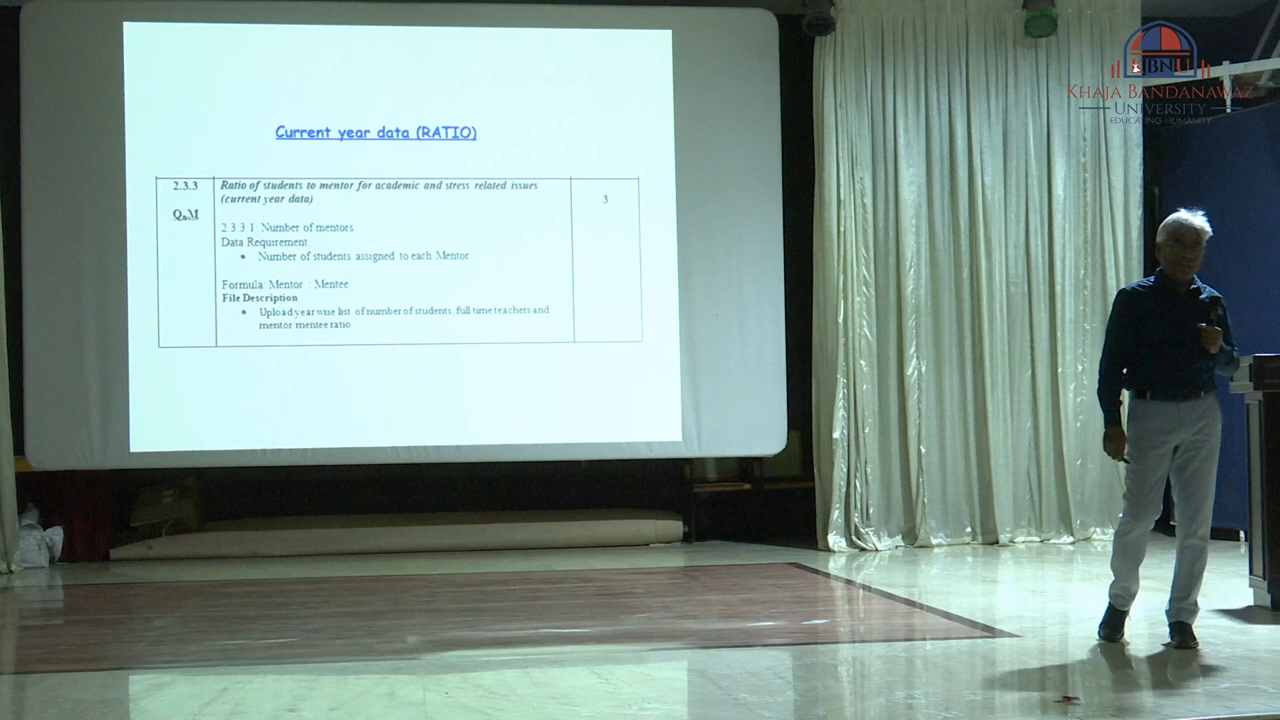 Current year data (RATIO)
2.3.3
QnM
Ratio of students to mentor for academic and stress related issues
(current year data)
3
2.3.3.1: Number of mentors
Data Requirement
• Number of students assigned to each Mentor
Formula: Mentor : Mentee
File Description
• Upload year wise list of number of students, full time teachers and
mentor mentee ratio
KBNU
KHAJA BANDANAWAZ
UNIVERSITY
EDUCATING HUMANITY